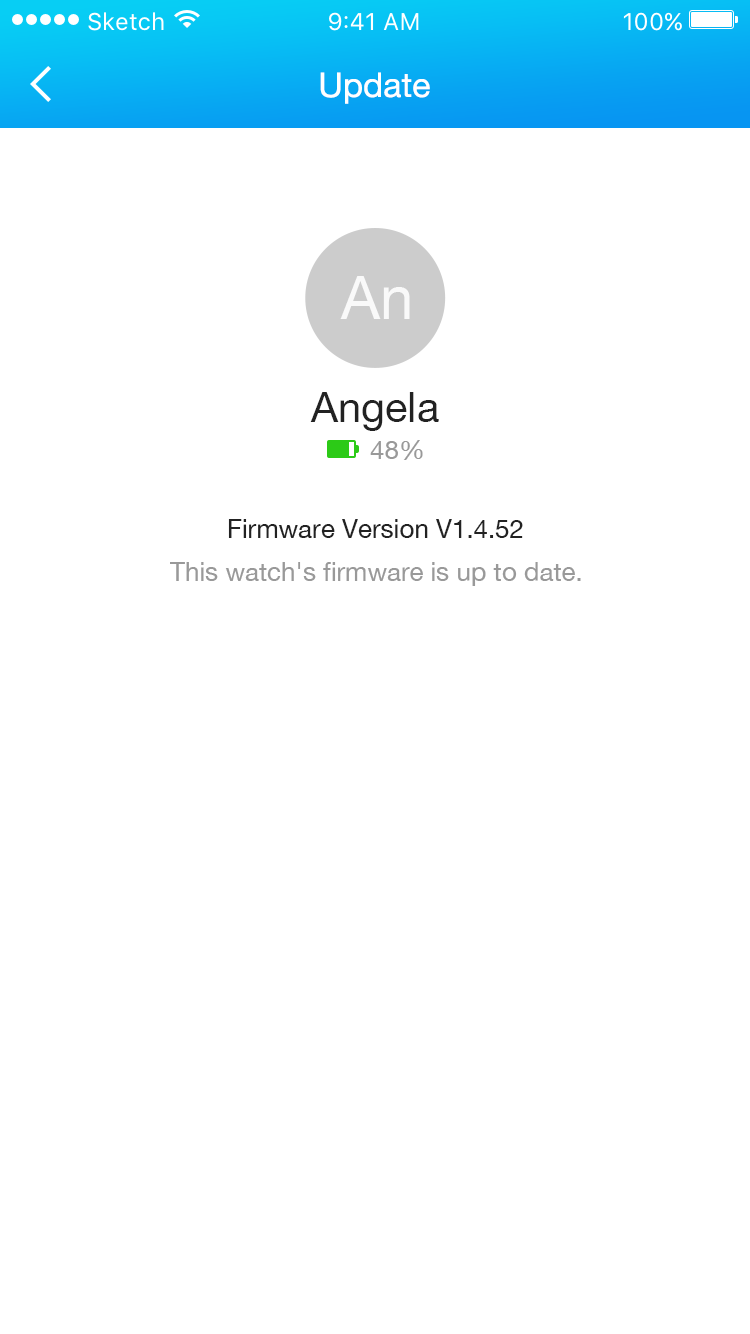 Sketch 9:41 AM 100%
Update
An
Angela
48%
Firmware Version V1.4.52
This watch's firmware is up to date.